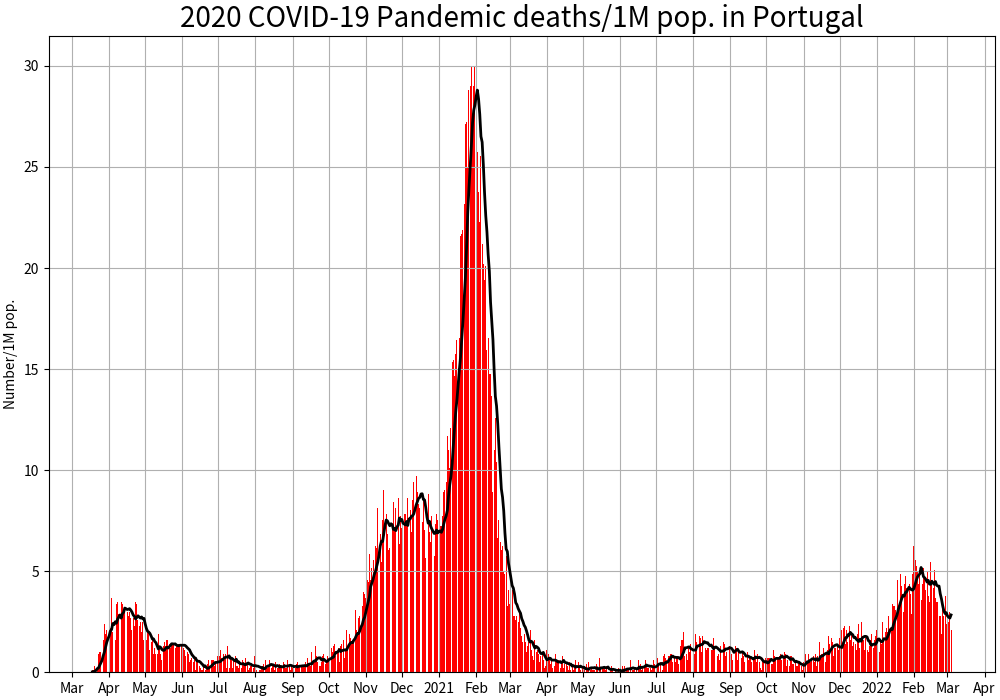 2020 COVID-19 Pandemic deaths/1M pop. in Portugal
Number/1M pop.
30
25
20
15
10
5
0
Mar Apr May Jun Jul Aug Sep Oct Nov Dec 2021 Feb Mar Apr May Jun Jul Aug Sep Oct Nov Dec 2022 Feb Mar Apr